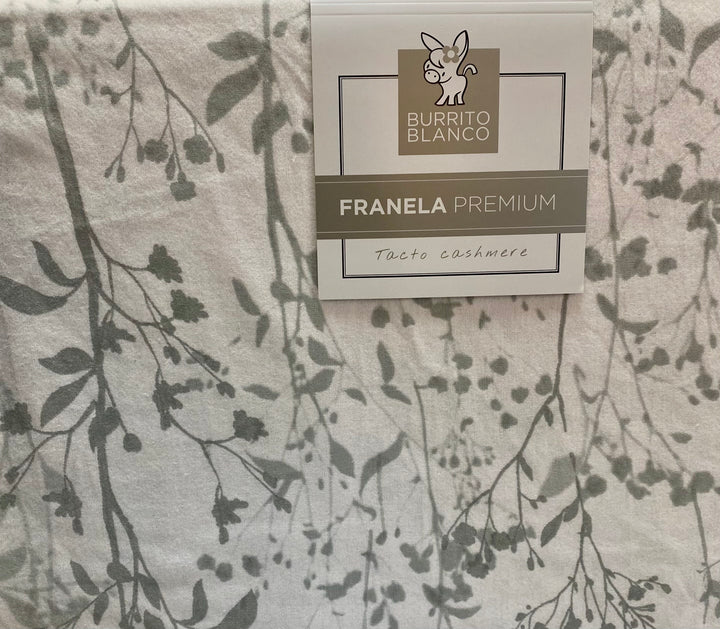 BURRITO
BLANCO
FRANELA PREMIUM
Tacto cashmere